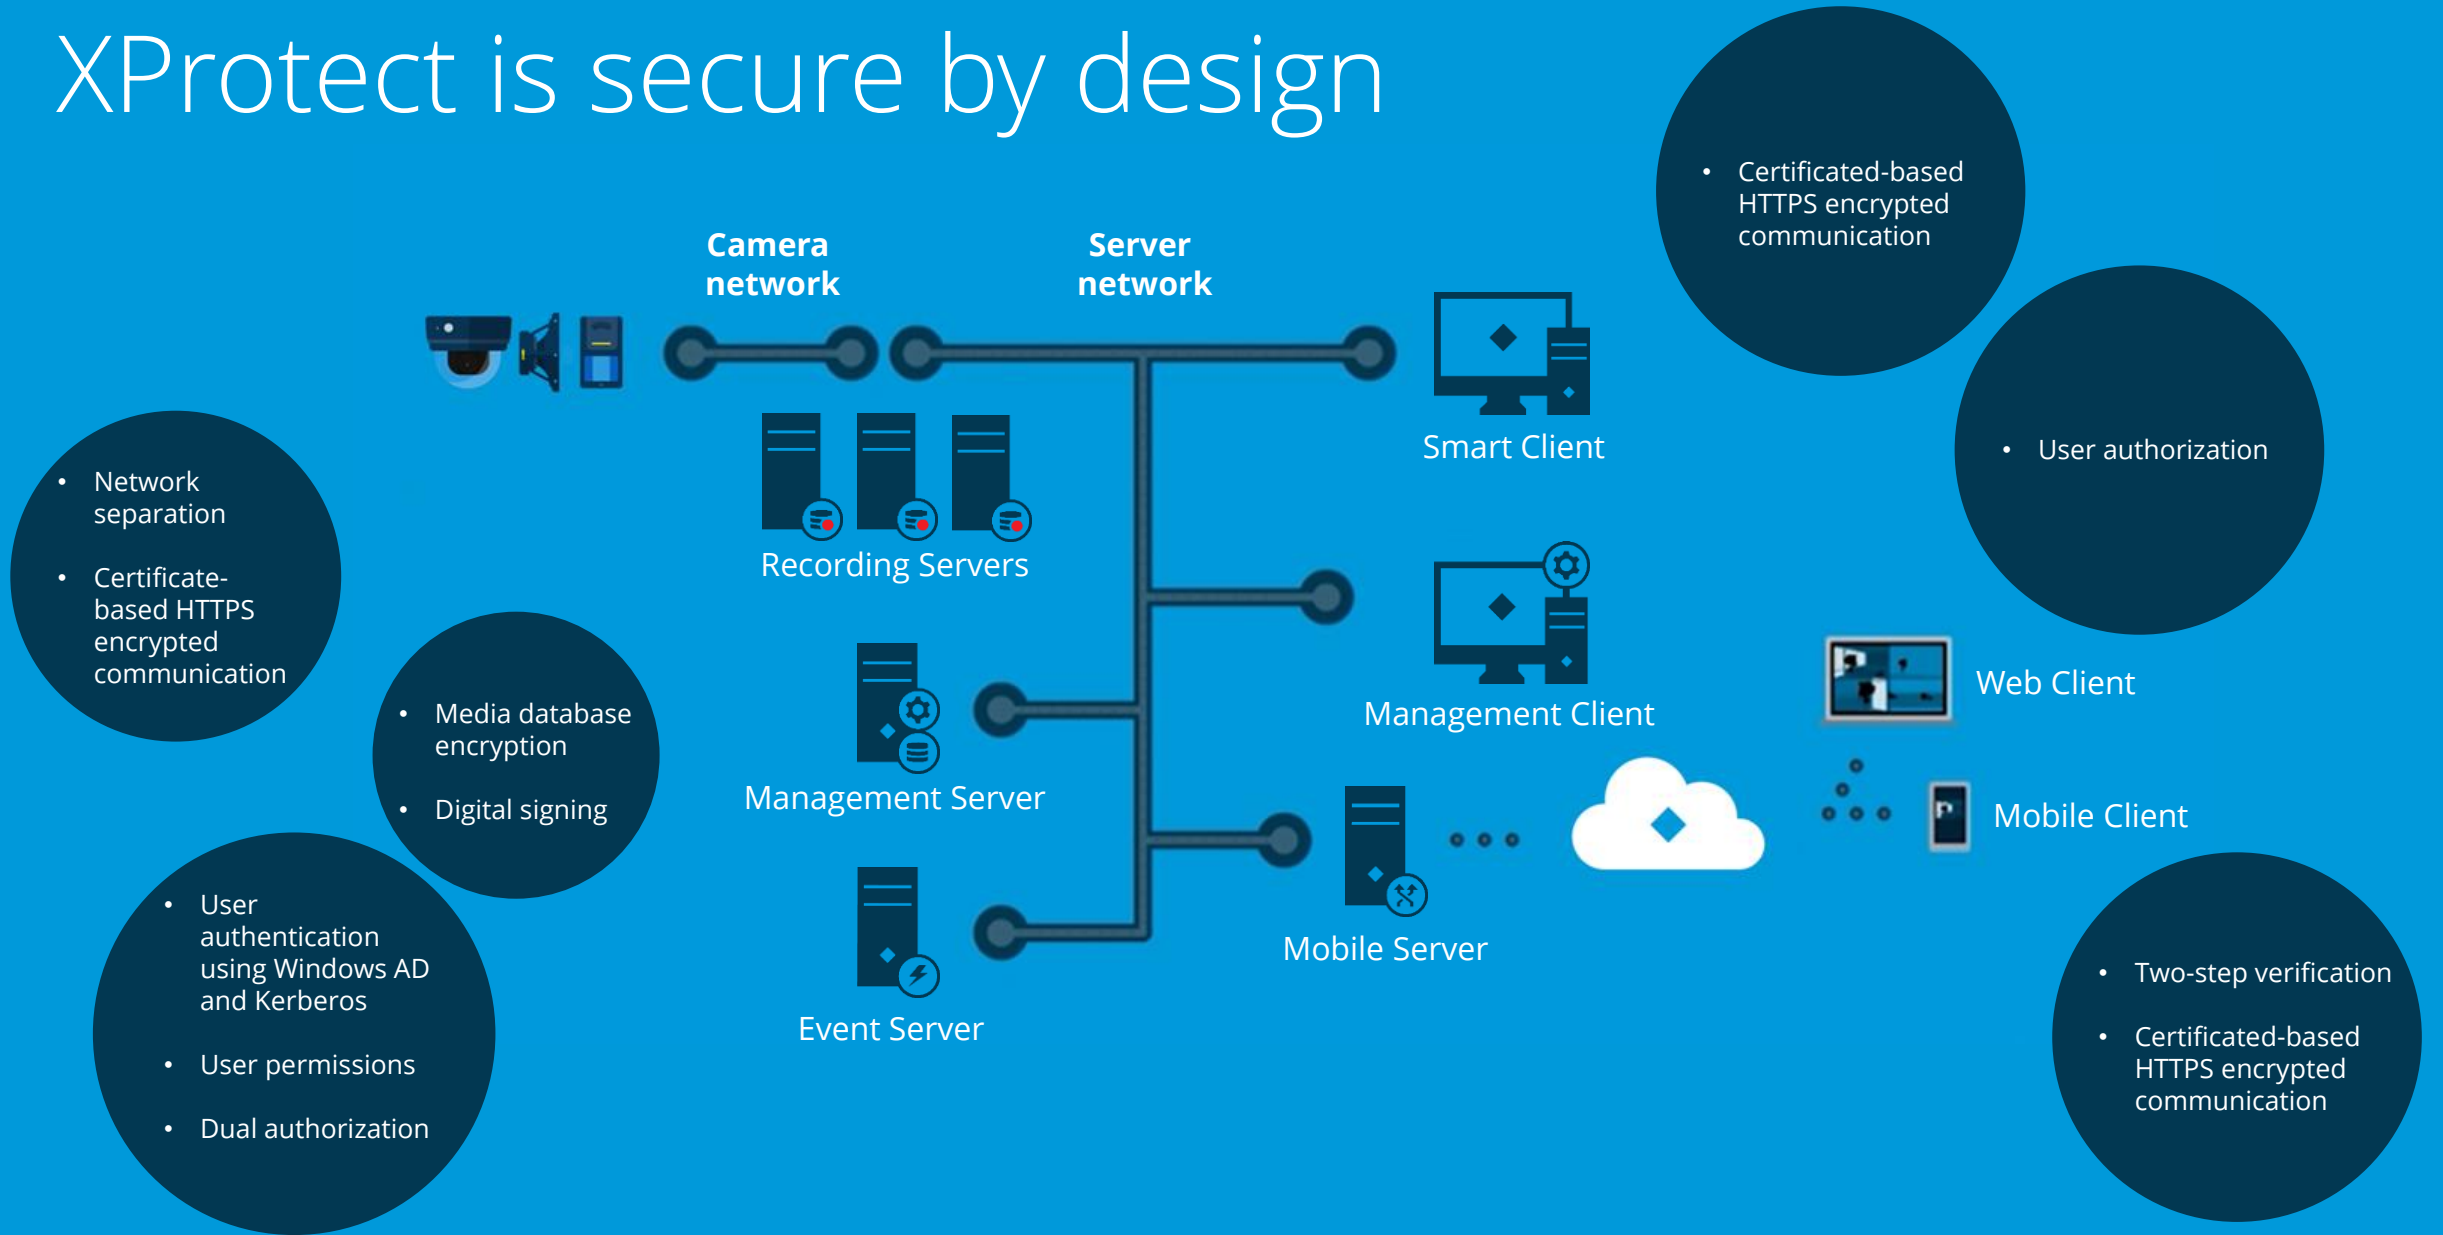 XProtect is secure by design
• Certificated-based
HTTPS encrypted
communication
Camera
network
Server
network
• User authorization
Smart Client
• Network
separation
• Certificate-
based HTTPS
encrypted
communication
Recording Servers
• Media database
encryption
• Digital signing
Management Server
Management Client
Web Client
Mobile Client
• User
authentication
using Windows AD
and Kerberos
• User permissions
• Dual authorization
Event Server
Mobile Server
• Two-step verification
• Certificated-based
HTTPS encrypted
communication